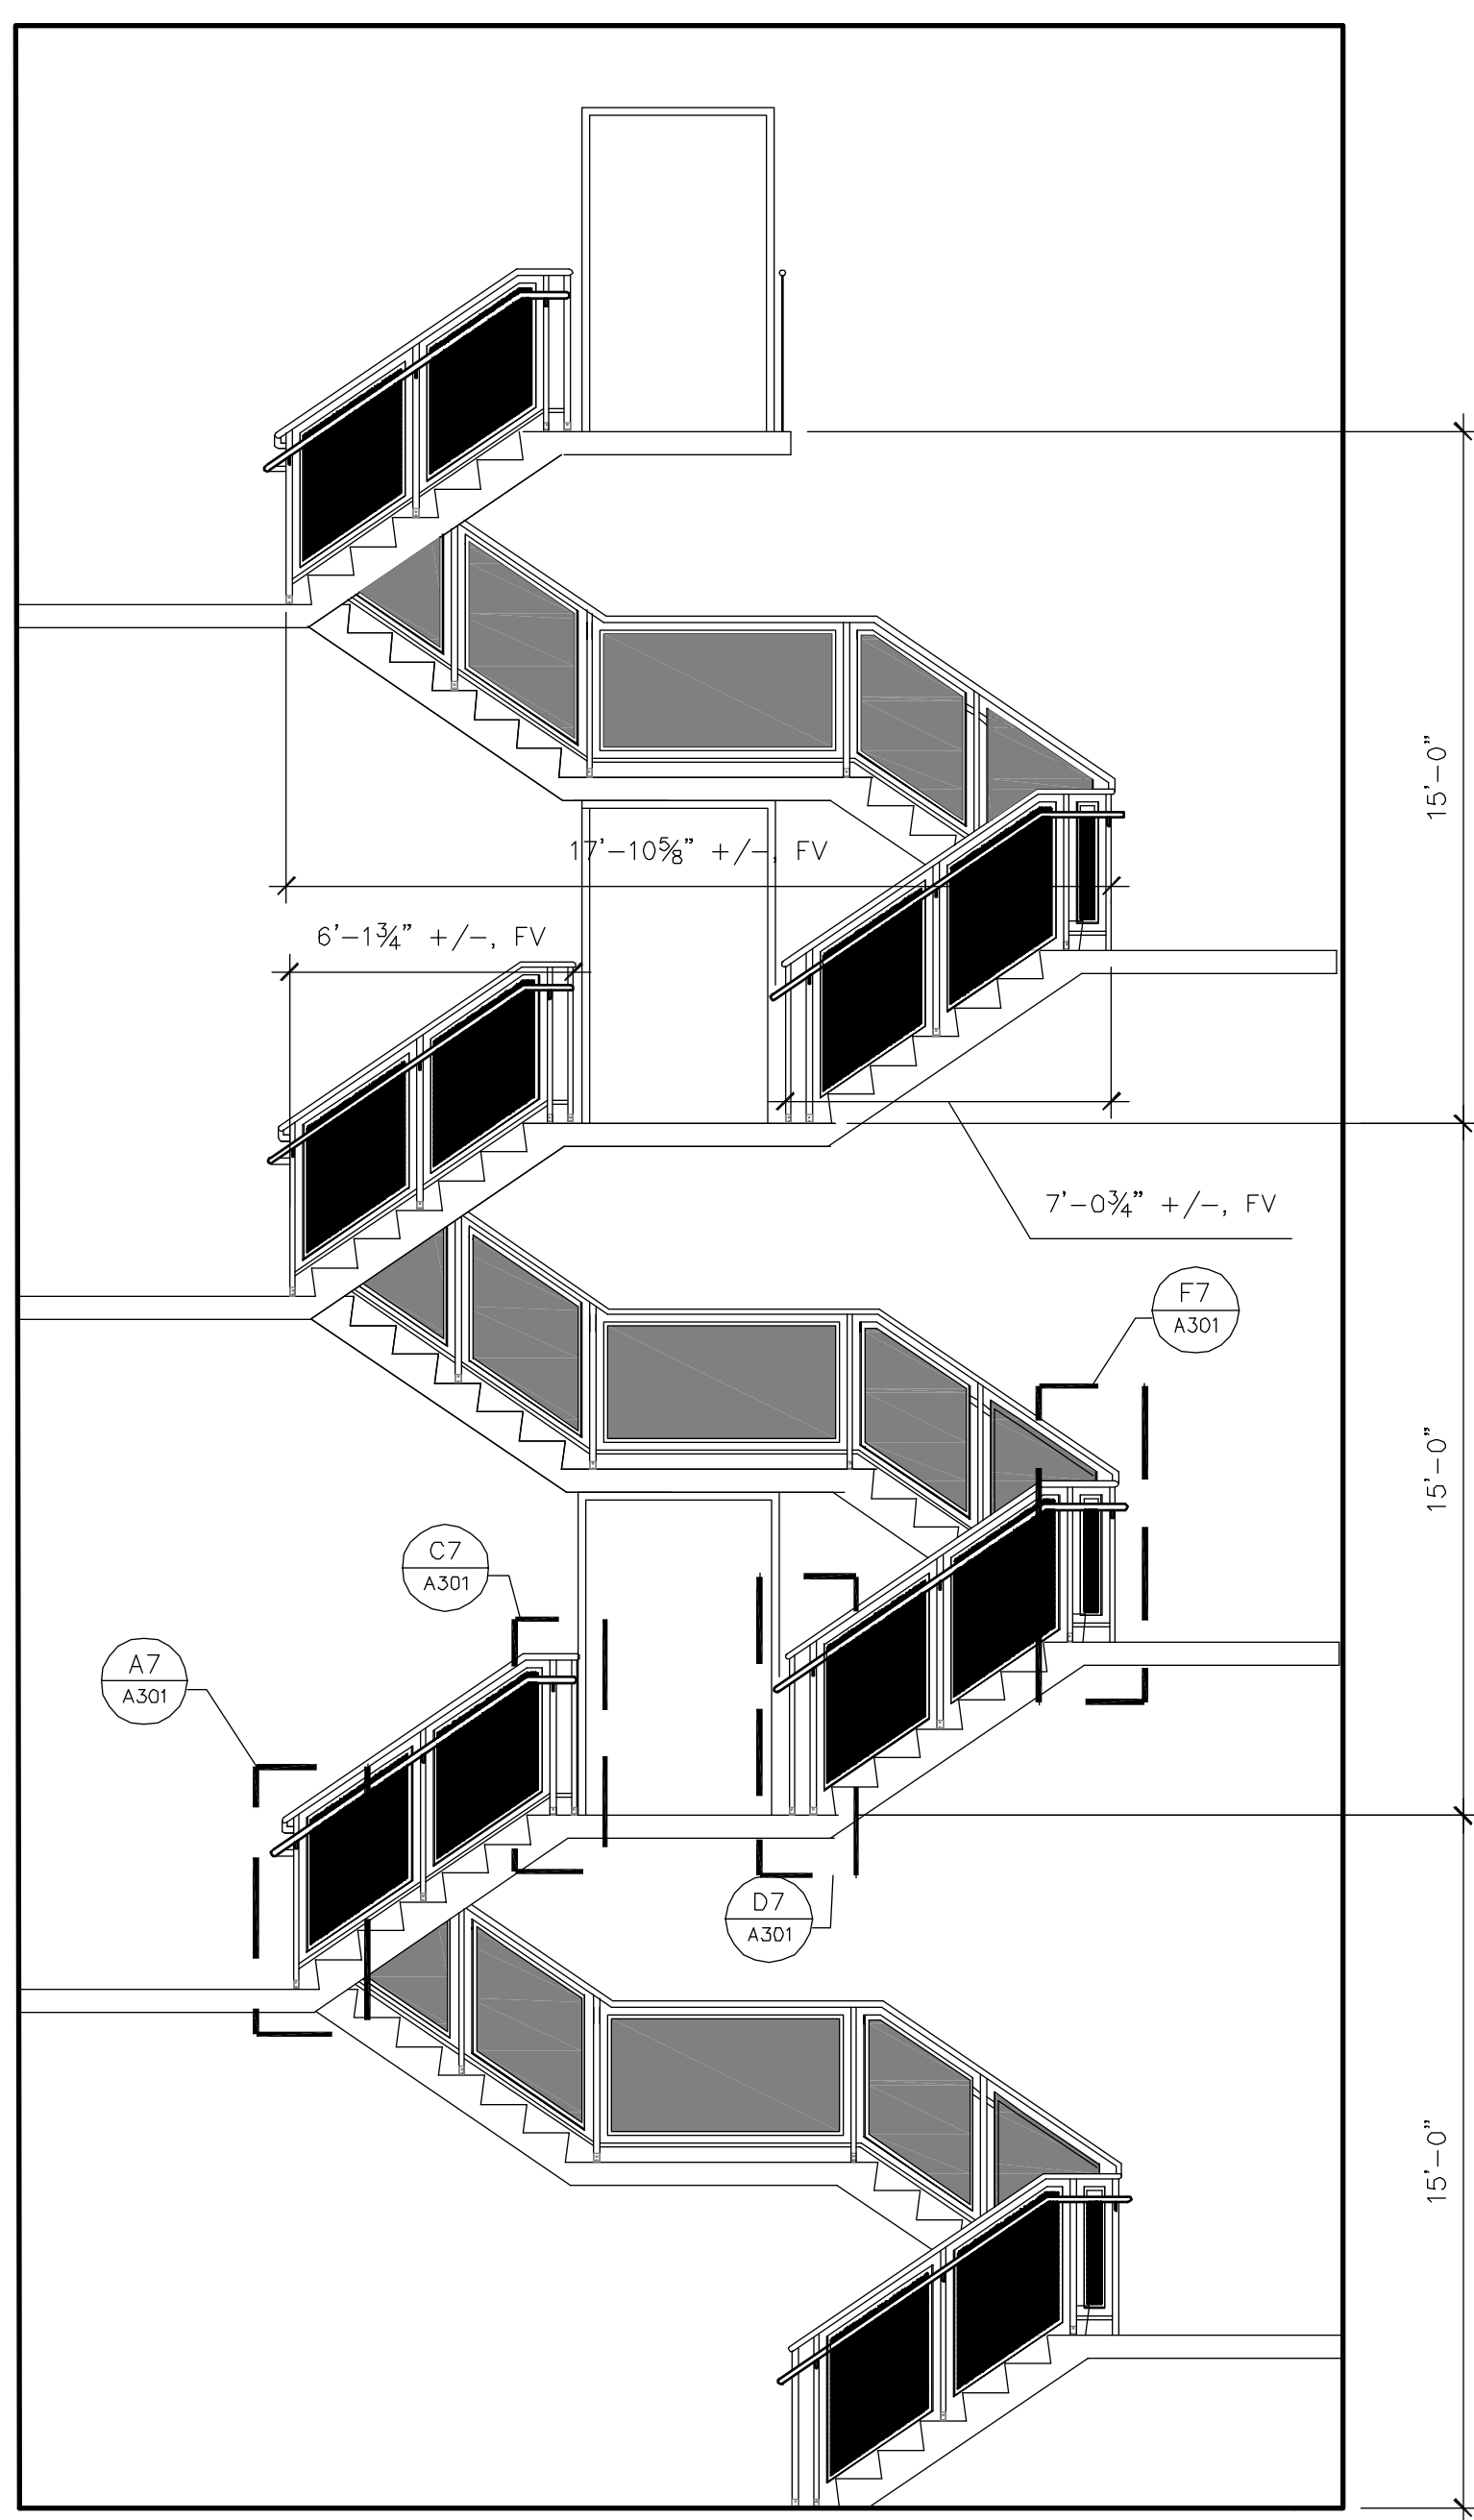 15'-0"
17'-10⅝" +/-, FV
6'-1¾" +/-, FV
7'-0¾" +/-, FV
F7
A301
15'-0"
C7
A301
A7
A301
D7
A301
15'-0"